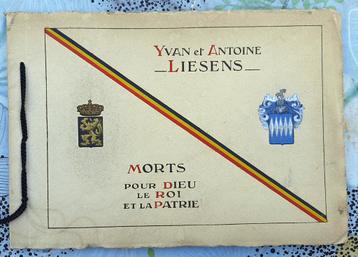 YVAN et ANTOINE
LIESENS
MORTS
POUR DIEU
LE ROI
ET LA PATRIE